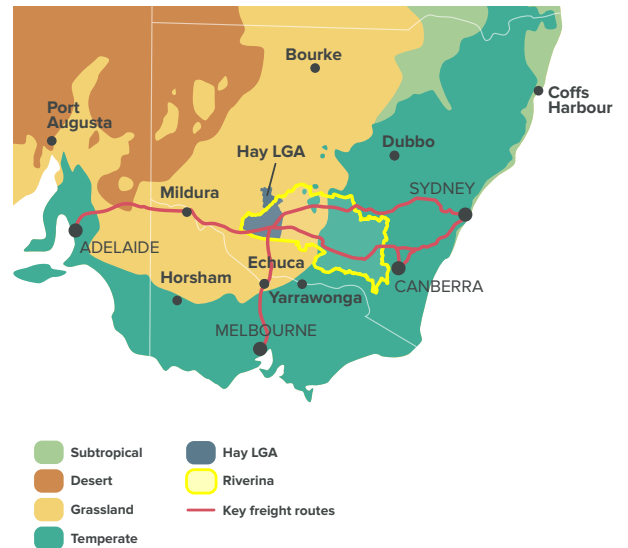 Bourke
Coffs
Harbour
Port
Augusta
Dubbo
Hay LGA
SYDNEY
Mildura
ADELAIDE
Echuca
Horsham
CANBERRA
Yarrawonga
MELBOURNE
Subtropical
Hay LGA
Desert
Riverina
Grassland
Key freight routes
Temperate